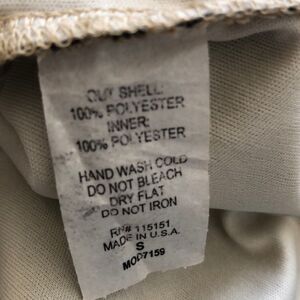 OUT SHELL:
100% POLYESTER
INNER:
100% POLYESTER
HAND WASH COLD
DO NOT BLEACH
DRY FLAT
DO NOT IRON
RN# 115151
MADE IN U.S.A.
S
MOD7159